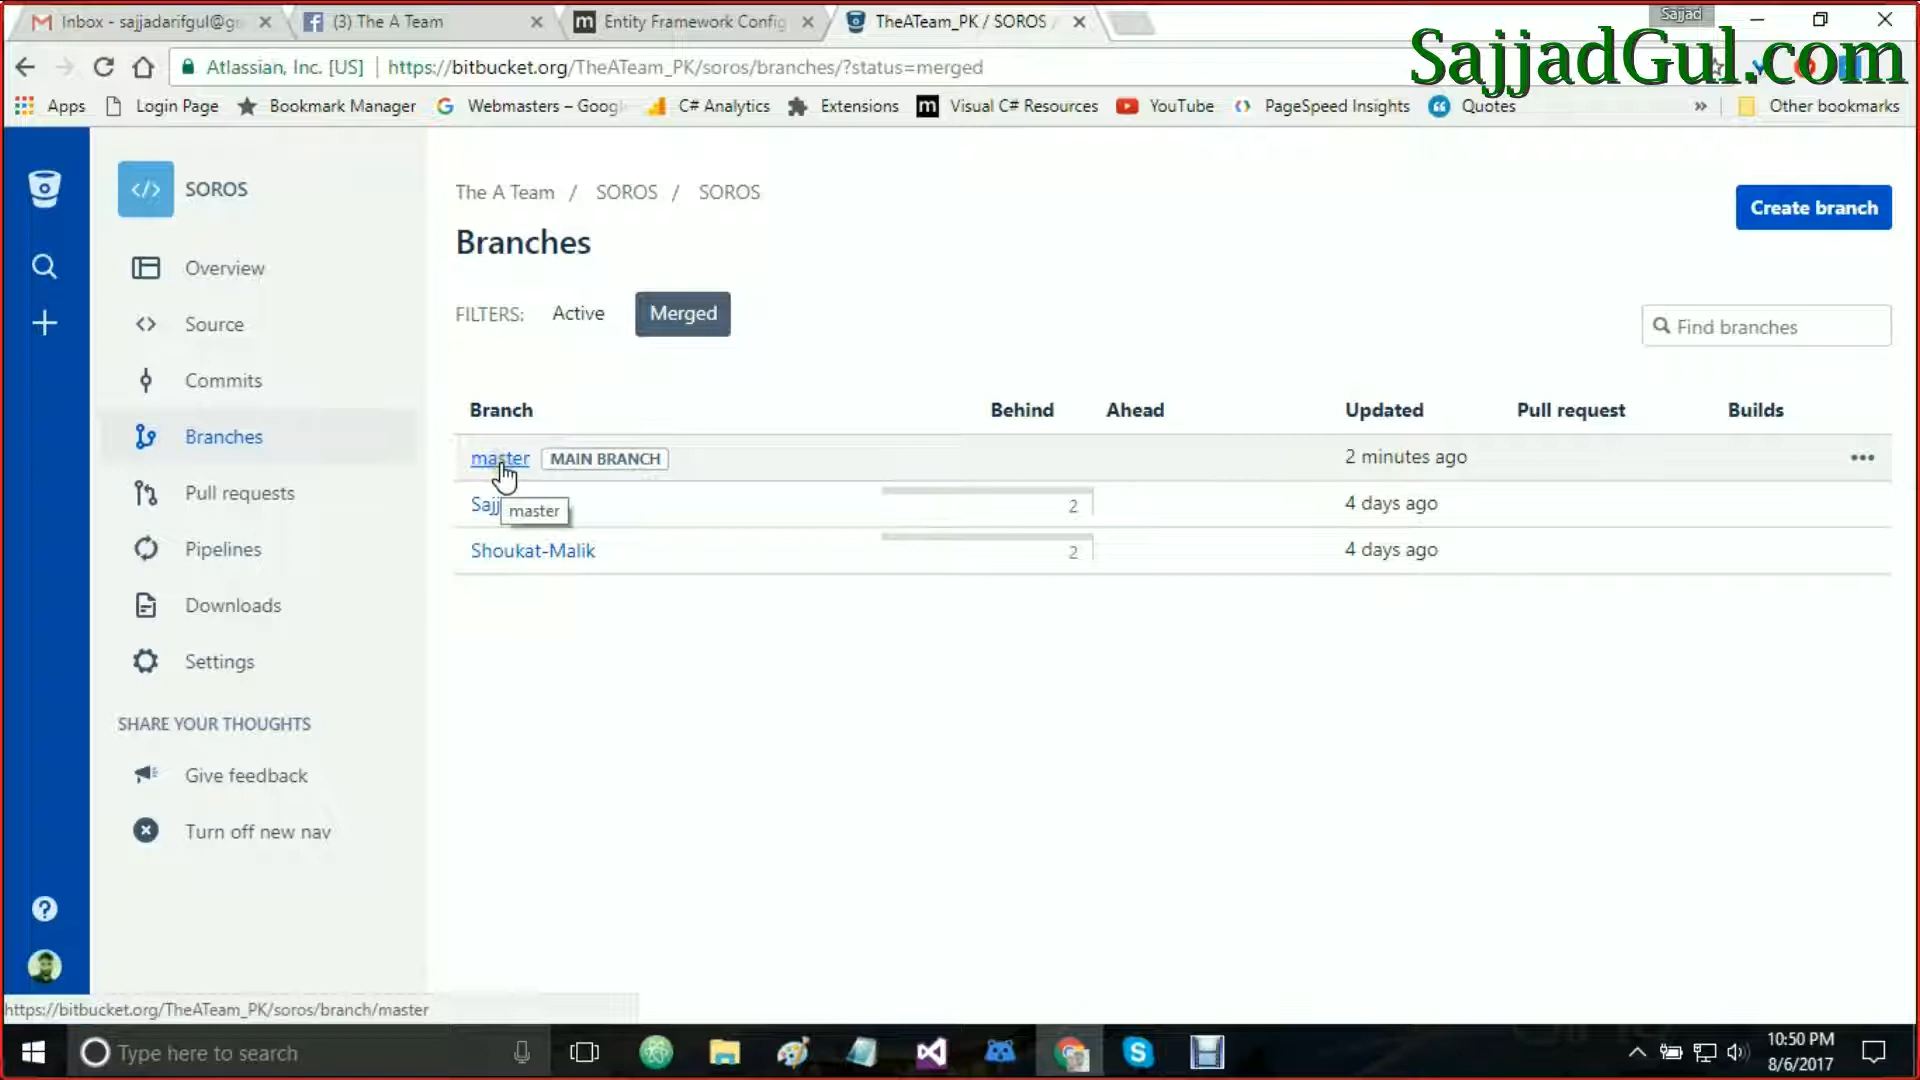 Inbox - sajjadarifgul@g
(3) The A Team
Entity Framework Config
TheATeam_PK / SOROS
Sajjad
SajjadGul.com
Atlassian, Inc. [US]
https://bitbucket.org/TheATeam_PK/soros/branches/?status=merged
Apps
Login Page
Bookmark Manager
Webmasters – Googl
C# Analytics
Extensions
Visual C# Resources
YouTube
PageSpeed Insights
Quotes
»
Other bookmarks
SOROS
Overview
Source
Commits
Branches
Pull requests
Pipelines
Downloads
Settings
SHARE YOUR THOUGHTS
Give feedback
Turn off new nav
The A Team / SOROS / SOROS
Create branch
Branches
FILTERS: Active Merged
Find branches
Branch Behind Ahead Updated Pull request Builds
master MAIN BRANCH 2 minutes ago
2 4 days ago
master
Shoukat-Malik 2 4 days ago
https://bitbucket.org/TheATeam_PK/soros/branch/master
Type here to search
10:50 PM
8/6/2017